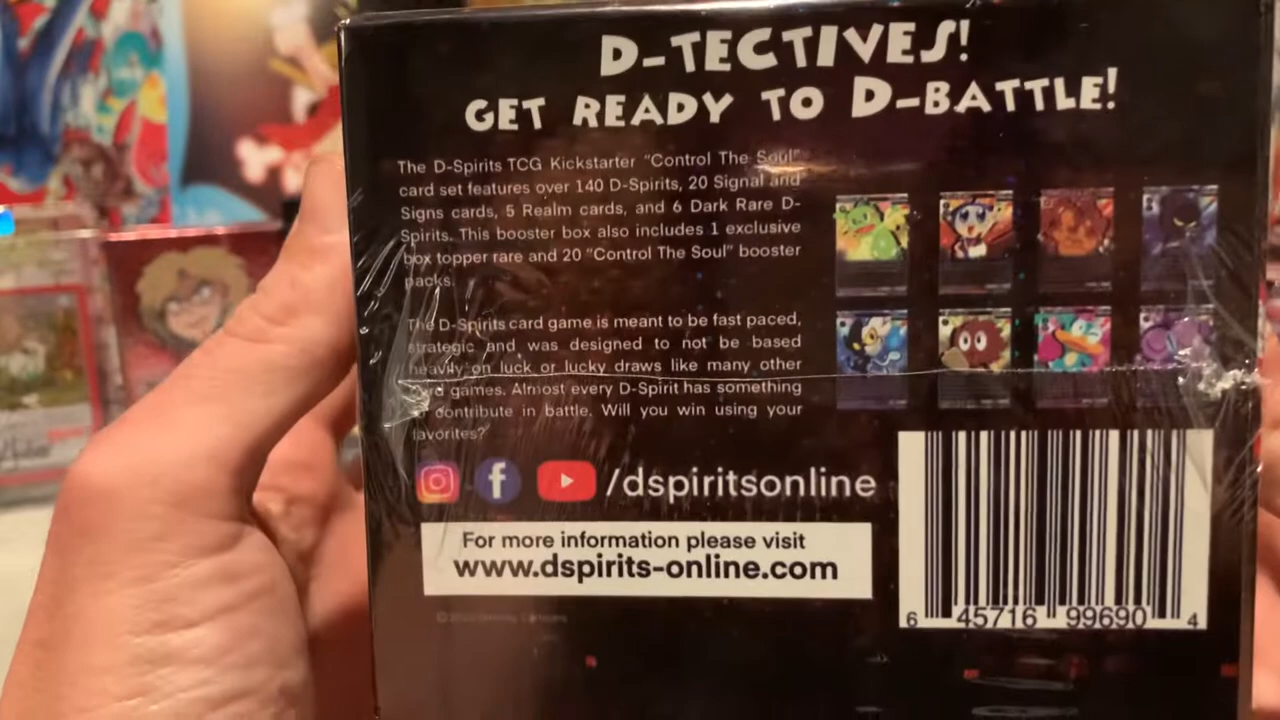 D-TECTIVES!
GET READY TO D-BATTLE!
The D-Spirits TCG Kickstarter "Control The Soul"
card set features over 140 D-Spirits, 20 Signal and
Signs cards, 5 Realm cards, and 6 Dark Rare D-
Spirits. This booster box also includes 1 exclusive
box topper rare and 20 "Control The Soul" booster
packs.
The D-Spirits card game is meant to be fast paced,
strategic and was designed to not be based
heavily on luck or lucky draws like many other
card games. Almost every D-Spirit has something
to contribute in battle. Will you win using your
favorites?
/dspiritsonline
For more information please visit
www.dspirits-online.com
6 45716 99690 4